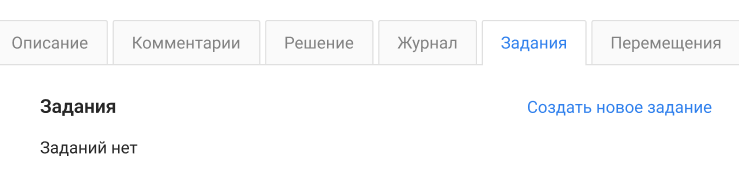 Описание Комментарии Решение Журнал Задания Перемещения
Задания Создать новое задание
Заданий нет